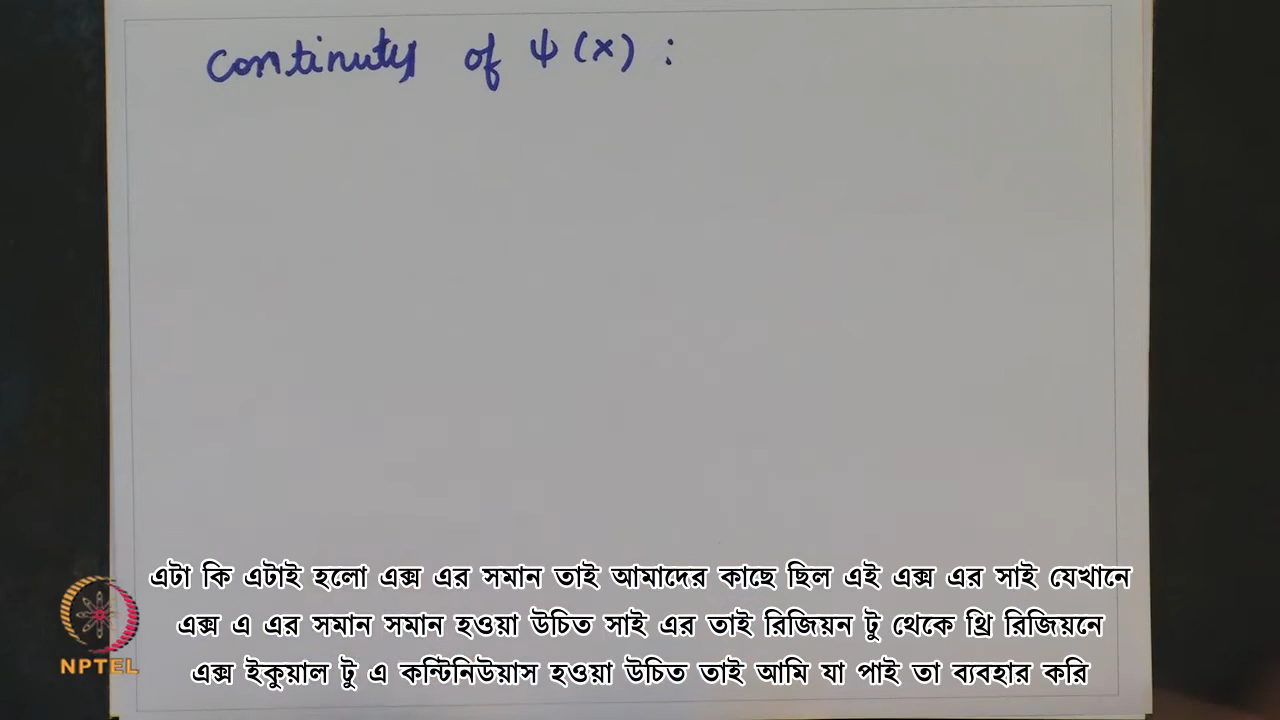 Continuty of ψ(x) :
এটা কি এটাই হলো এক্স এর সমান তাই আমাদের কাছে ছিল এই এক্স এর সাই যেখানে
এক্স এ এর সমান সমান হওয়া উচিত সাই এর তাই রিজিয়ন টু থেকে থ্রি রিজিয়নে
এক্স ইকুয়াল টু এ কন্টিনিউয়াস হওয়া উচিত তাই আমি যা পাই তা ব্যবহার করি
NPTEL